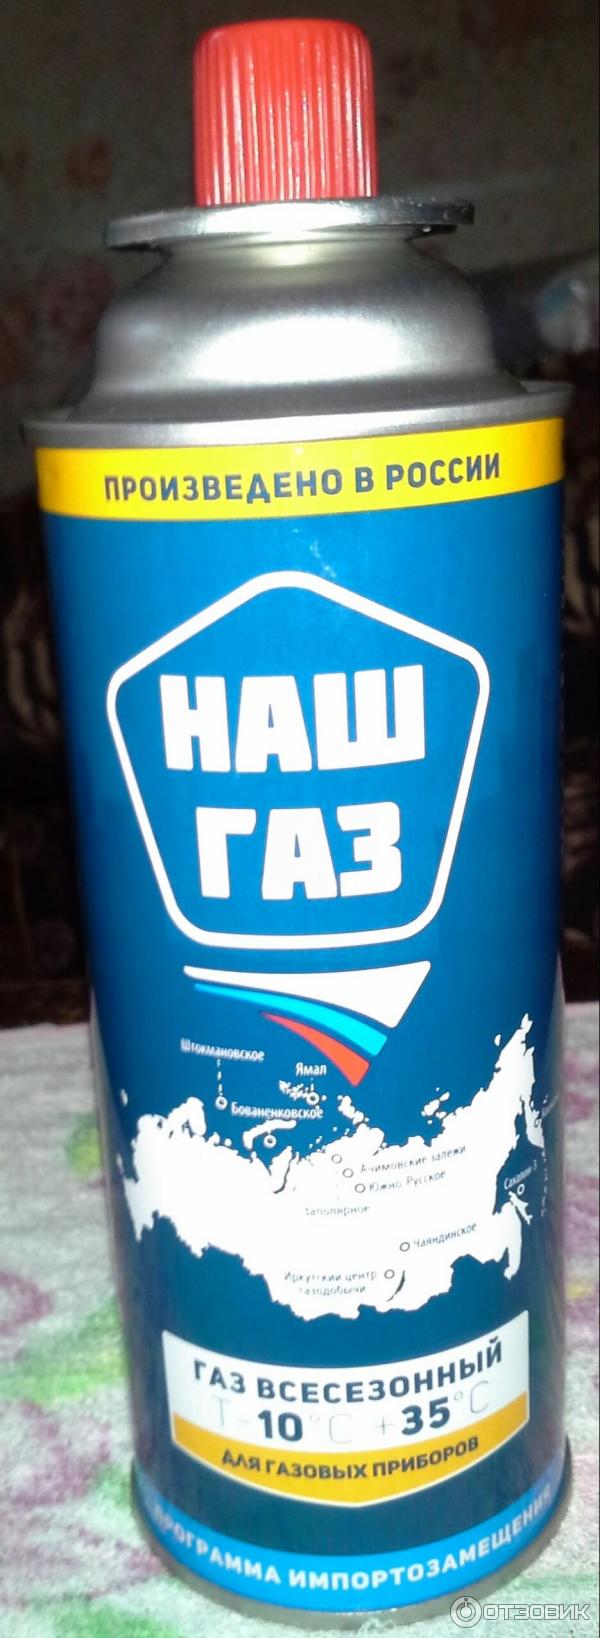 ПРОИЗВЕДЕНО В РОССИИ
НАШ
ГАЗ
Штокмановское
Ямал
Бованенковское
Ачимовские залежи
Южно Русское
Заполярное
Сахалин-3
Чаяндинское
Иркутский центр
газодобычи
ГАЗ ВСЕСЕЗОННЫЙ
Т-10°C +35°C
ДЛЯ ГАЗОВЫХ ПРИБОРОВ
ПРОГРАММА ИМПОРТОЗАМЕЩЕНИЯ
ОТЗОВИК